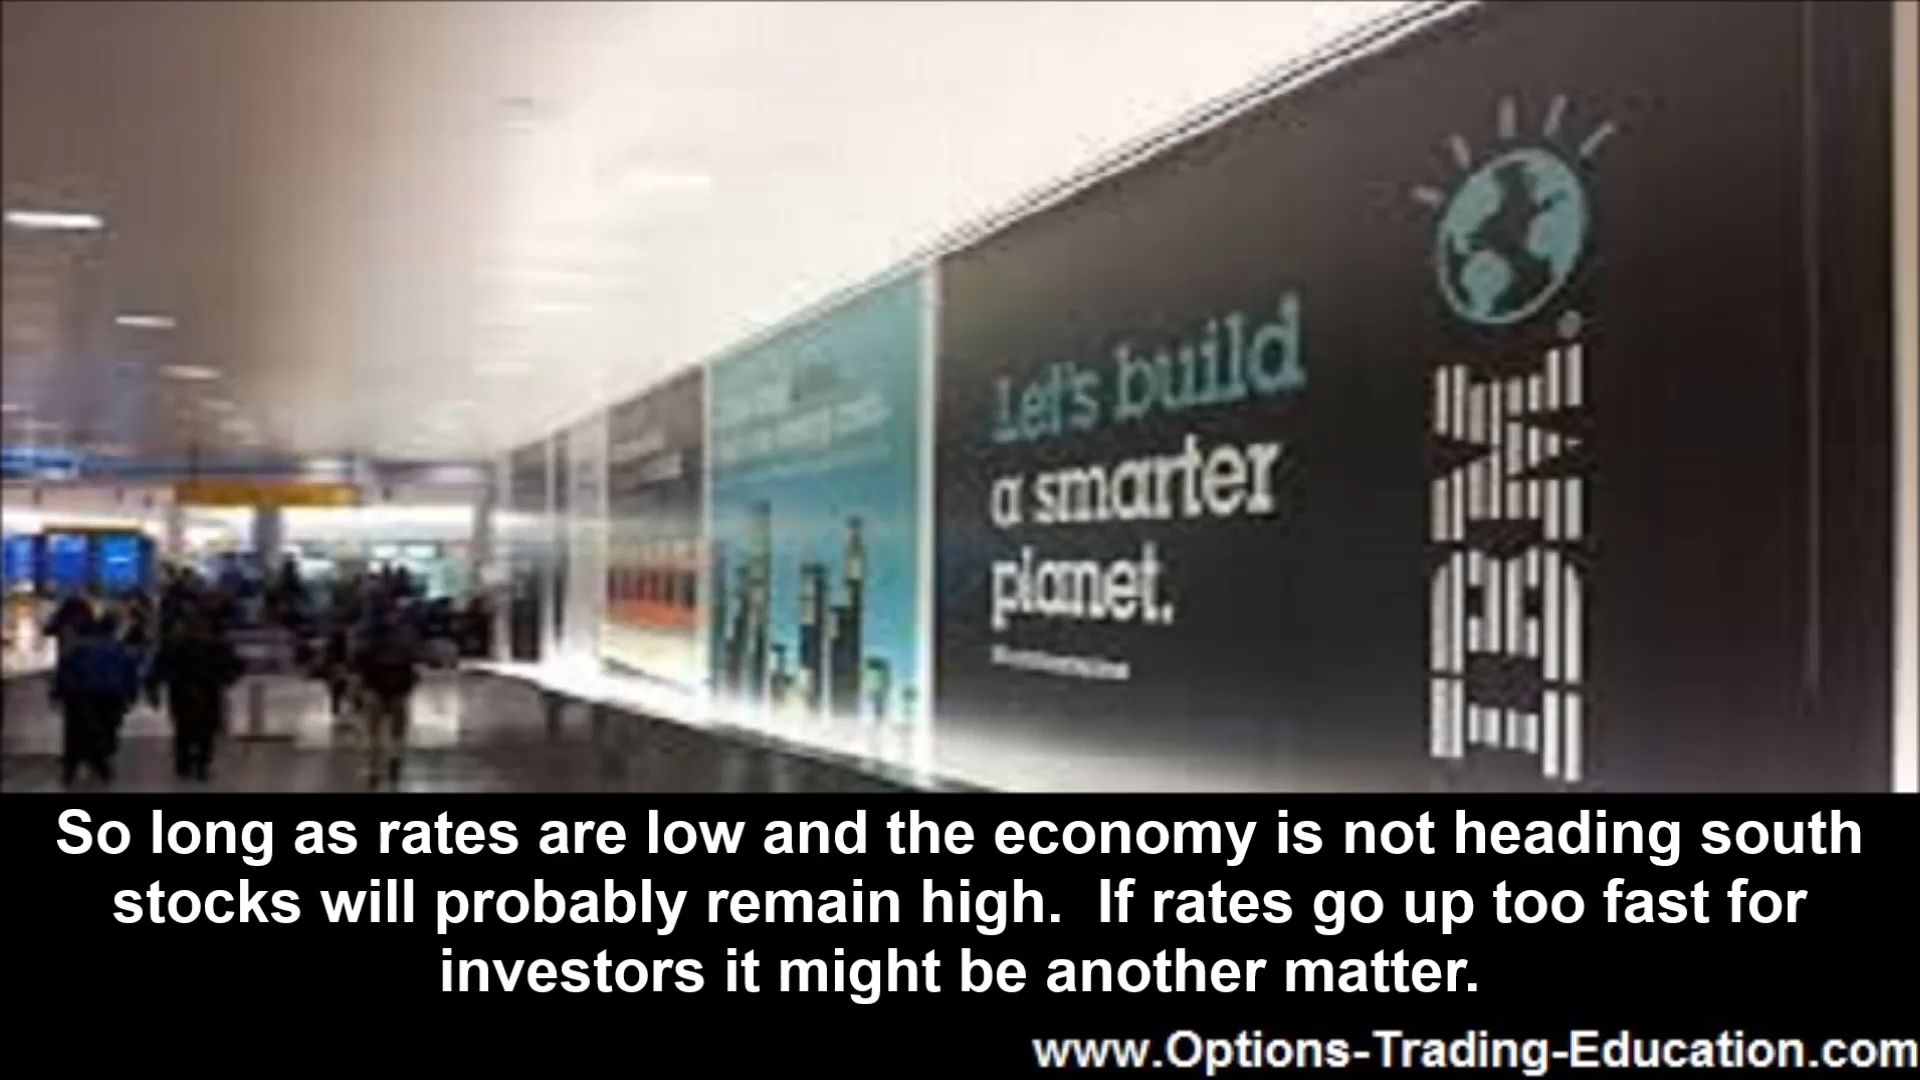 Let's build
a smarter
planet.
IBM.
So long as rates are low and the economy is not heading south
stocks will probably remain high.  If rates go up too fast for
investors it might be another matter.
www.Options-Trading-Education.com